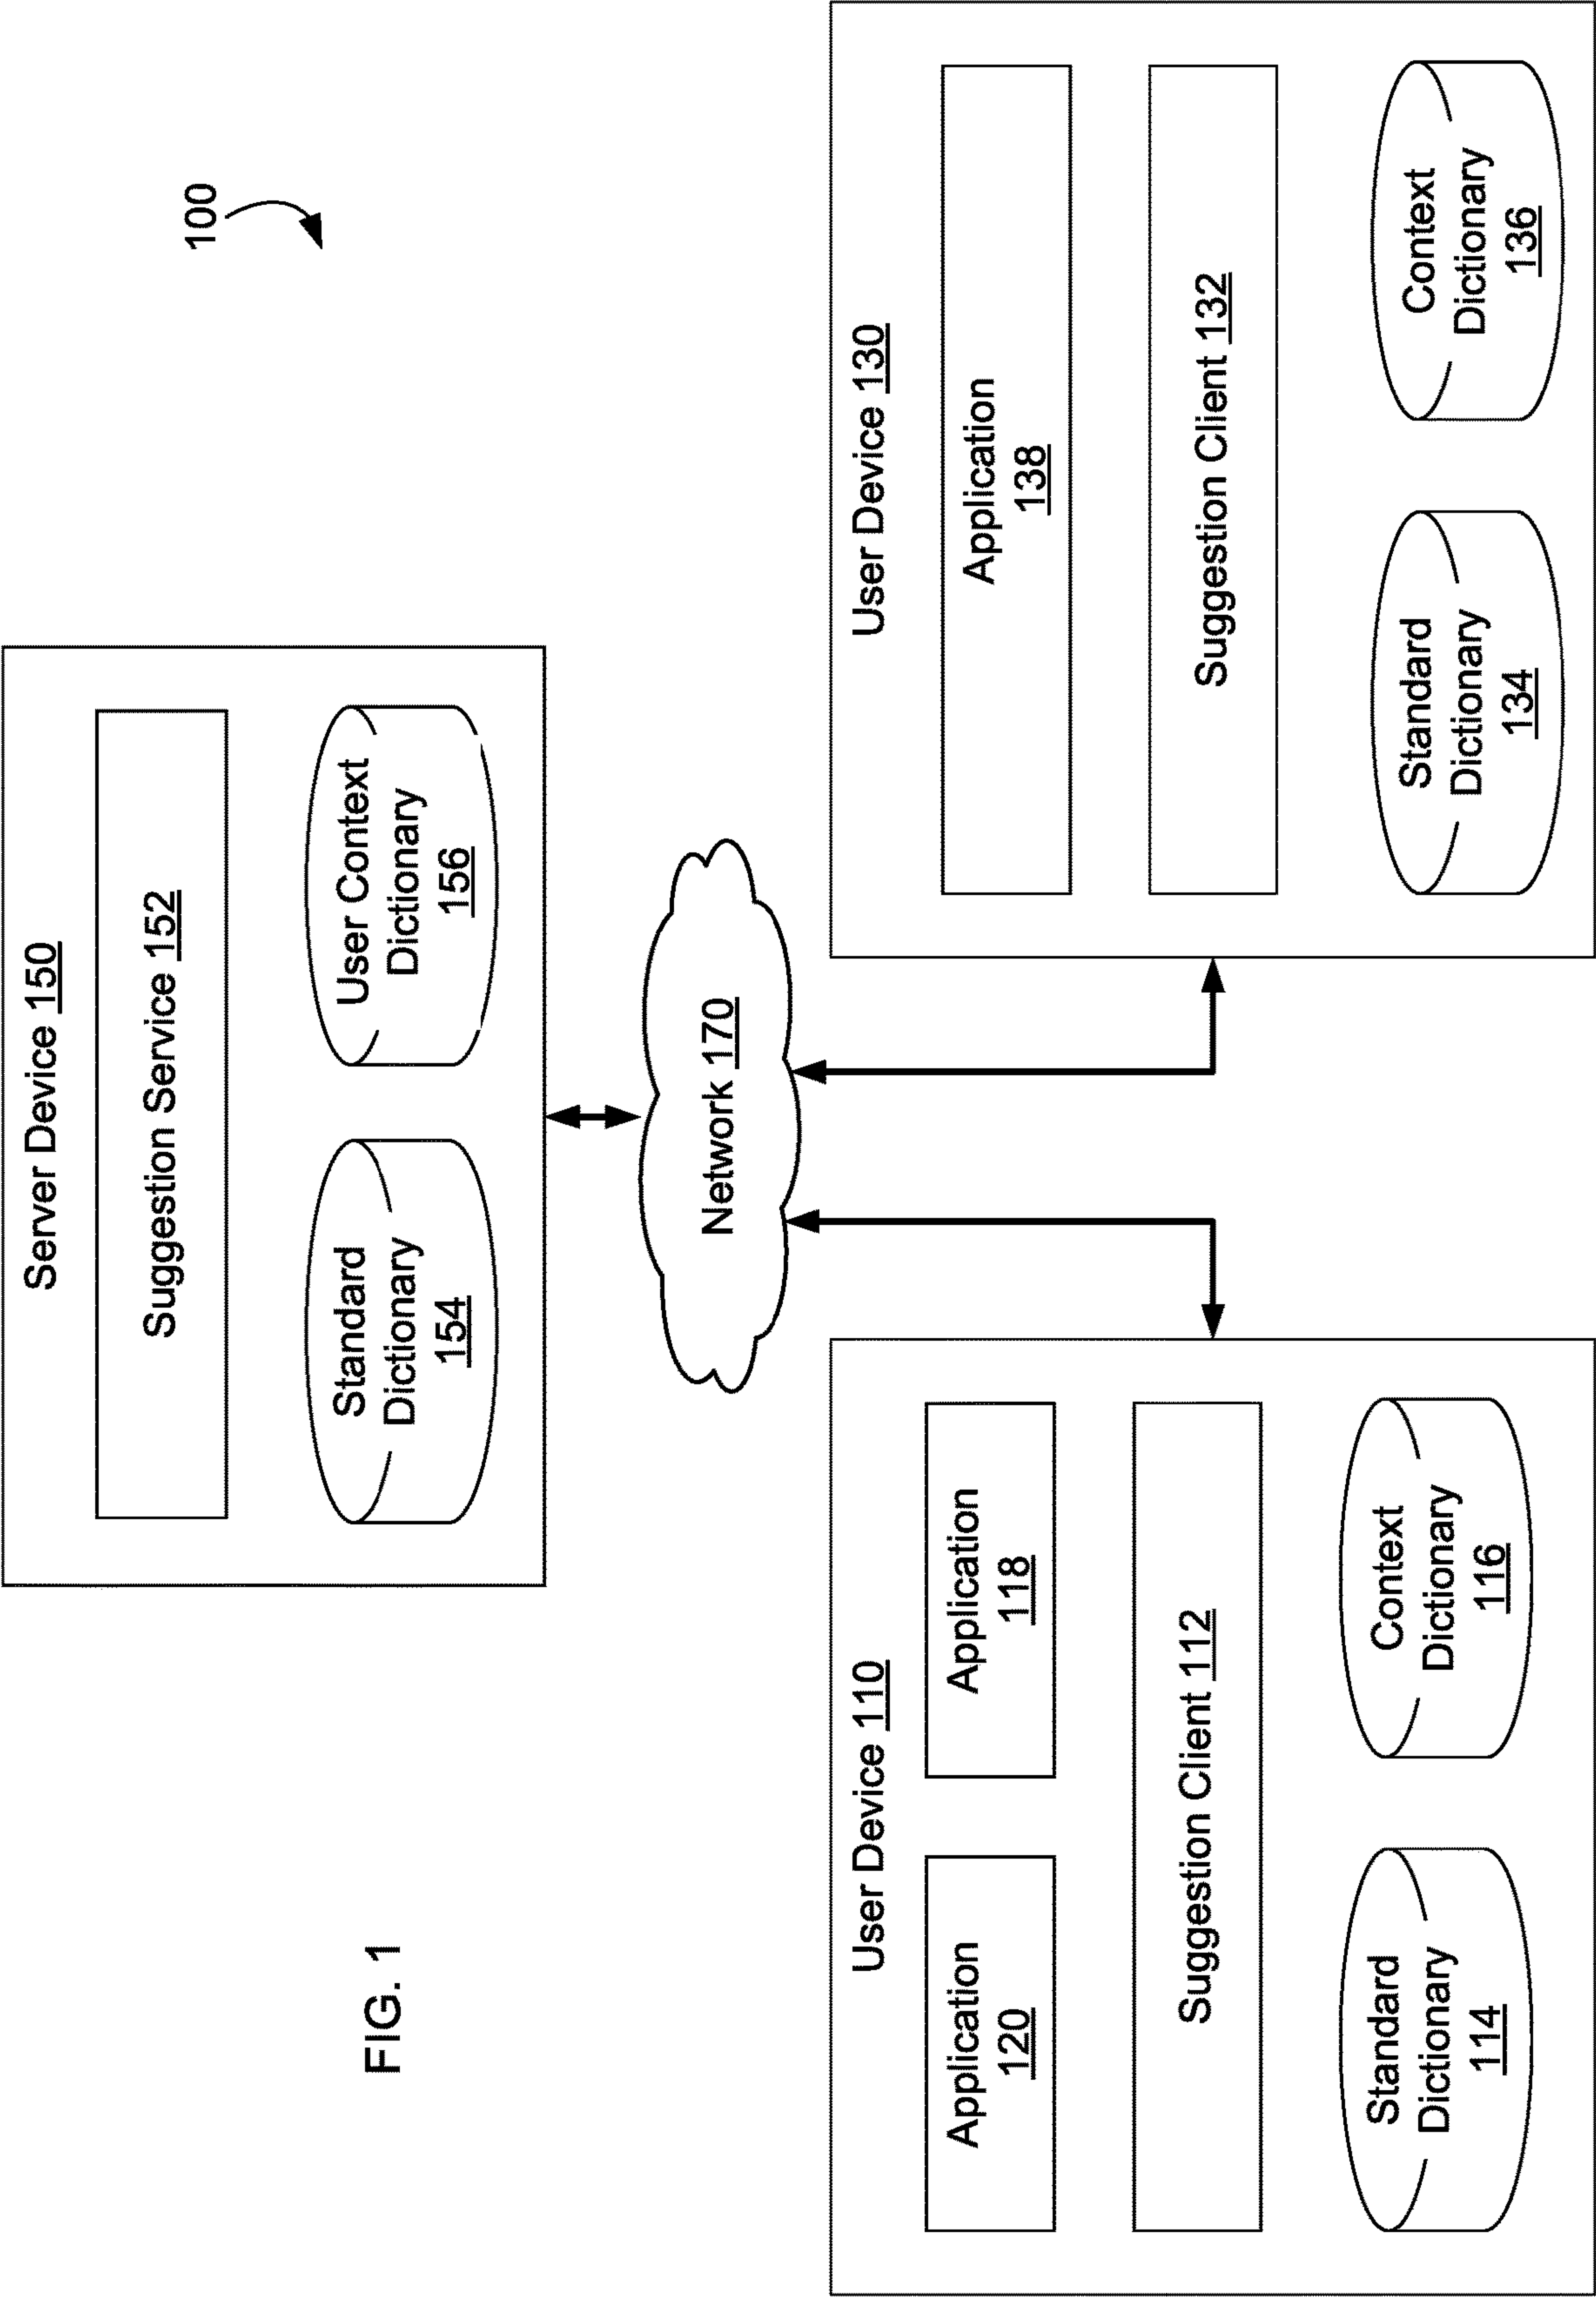 100
Server Device 150
Suggestion Service 152
Standard
Dictionary
154
User Context
Dictionary
156
Network 170
User Device 110
Application
120
Application
118
Suggestion Client 112
Standard
Dictionary
114
Context
Dictionary
116
User Device 130
Application
138
Suggestion Client 132
Standard
Dictionary
134
Context
Dictionary
136
FIG. 1